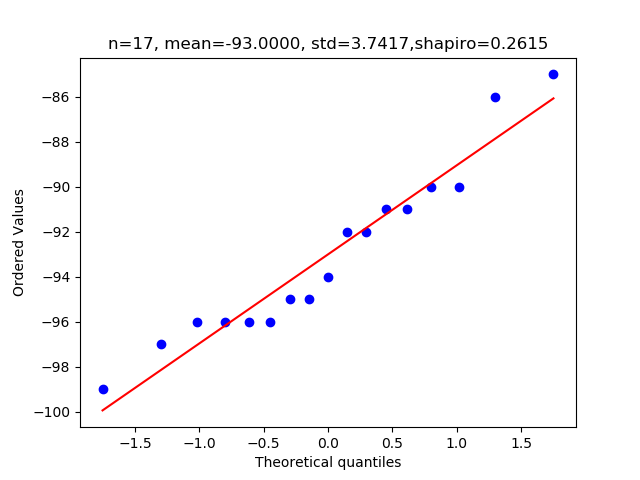 n=17, mean=-93.0000, std=3.7417,shapiro=0.2615
Ordered Values
−86
−88
−90
−92
−94
−96
−98
−100
−1.5 −1.0 −0.5 0.0 0.5 1.0 1.5
Theoretical quantiles